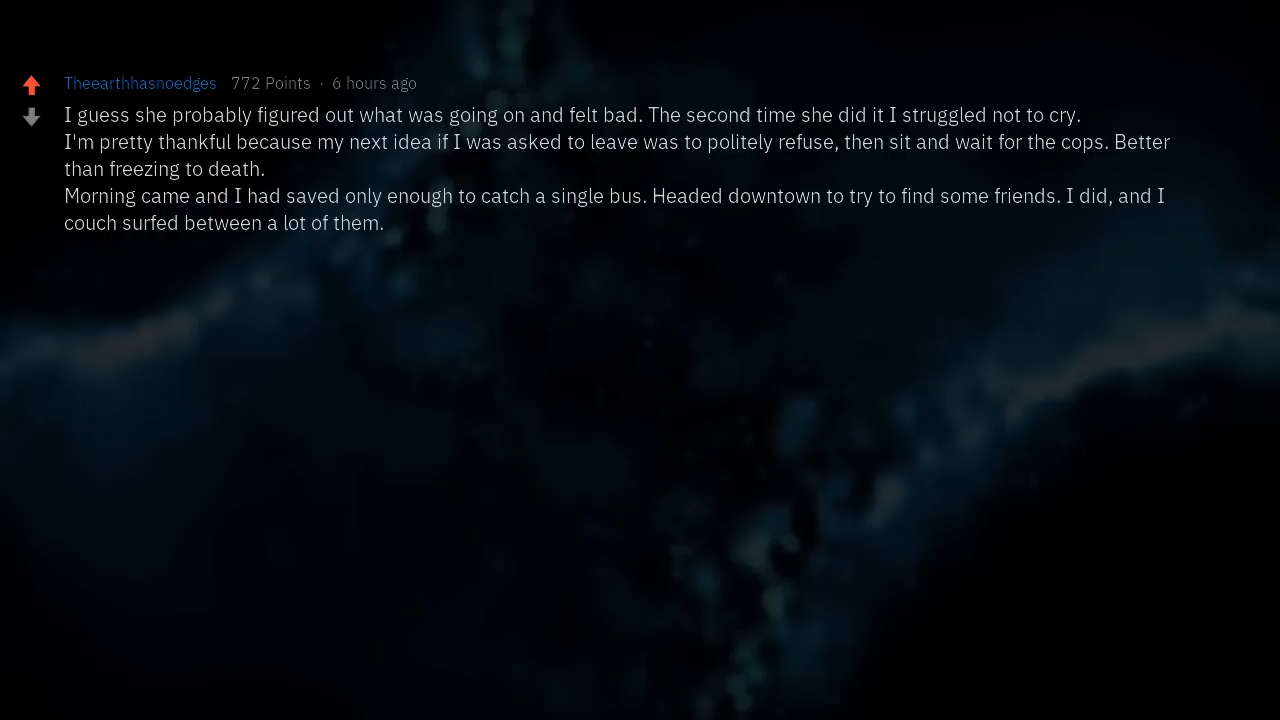 Theearthhasnoedges 772 Points · 6 hours ago
I guess she probably figured out what was going on and felt bad. The second time she did it I struggled not to cry.
I'm pretty thankful because my next idea if I was asked to leave was to politely refuse, then sit and wait for the cops. Better
than freezing to death.
Morning came and I had saved only enough to catch a single bus. Headed downtown to try to find some friends. I did, and I
couch surfed between a lot of them.